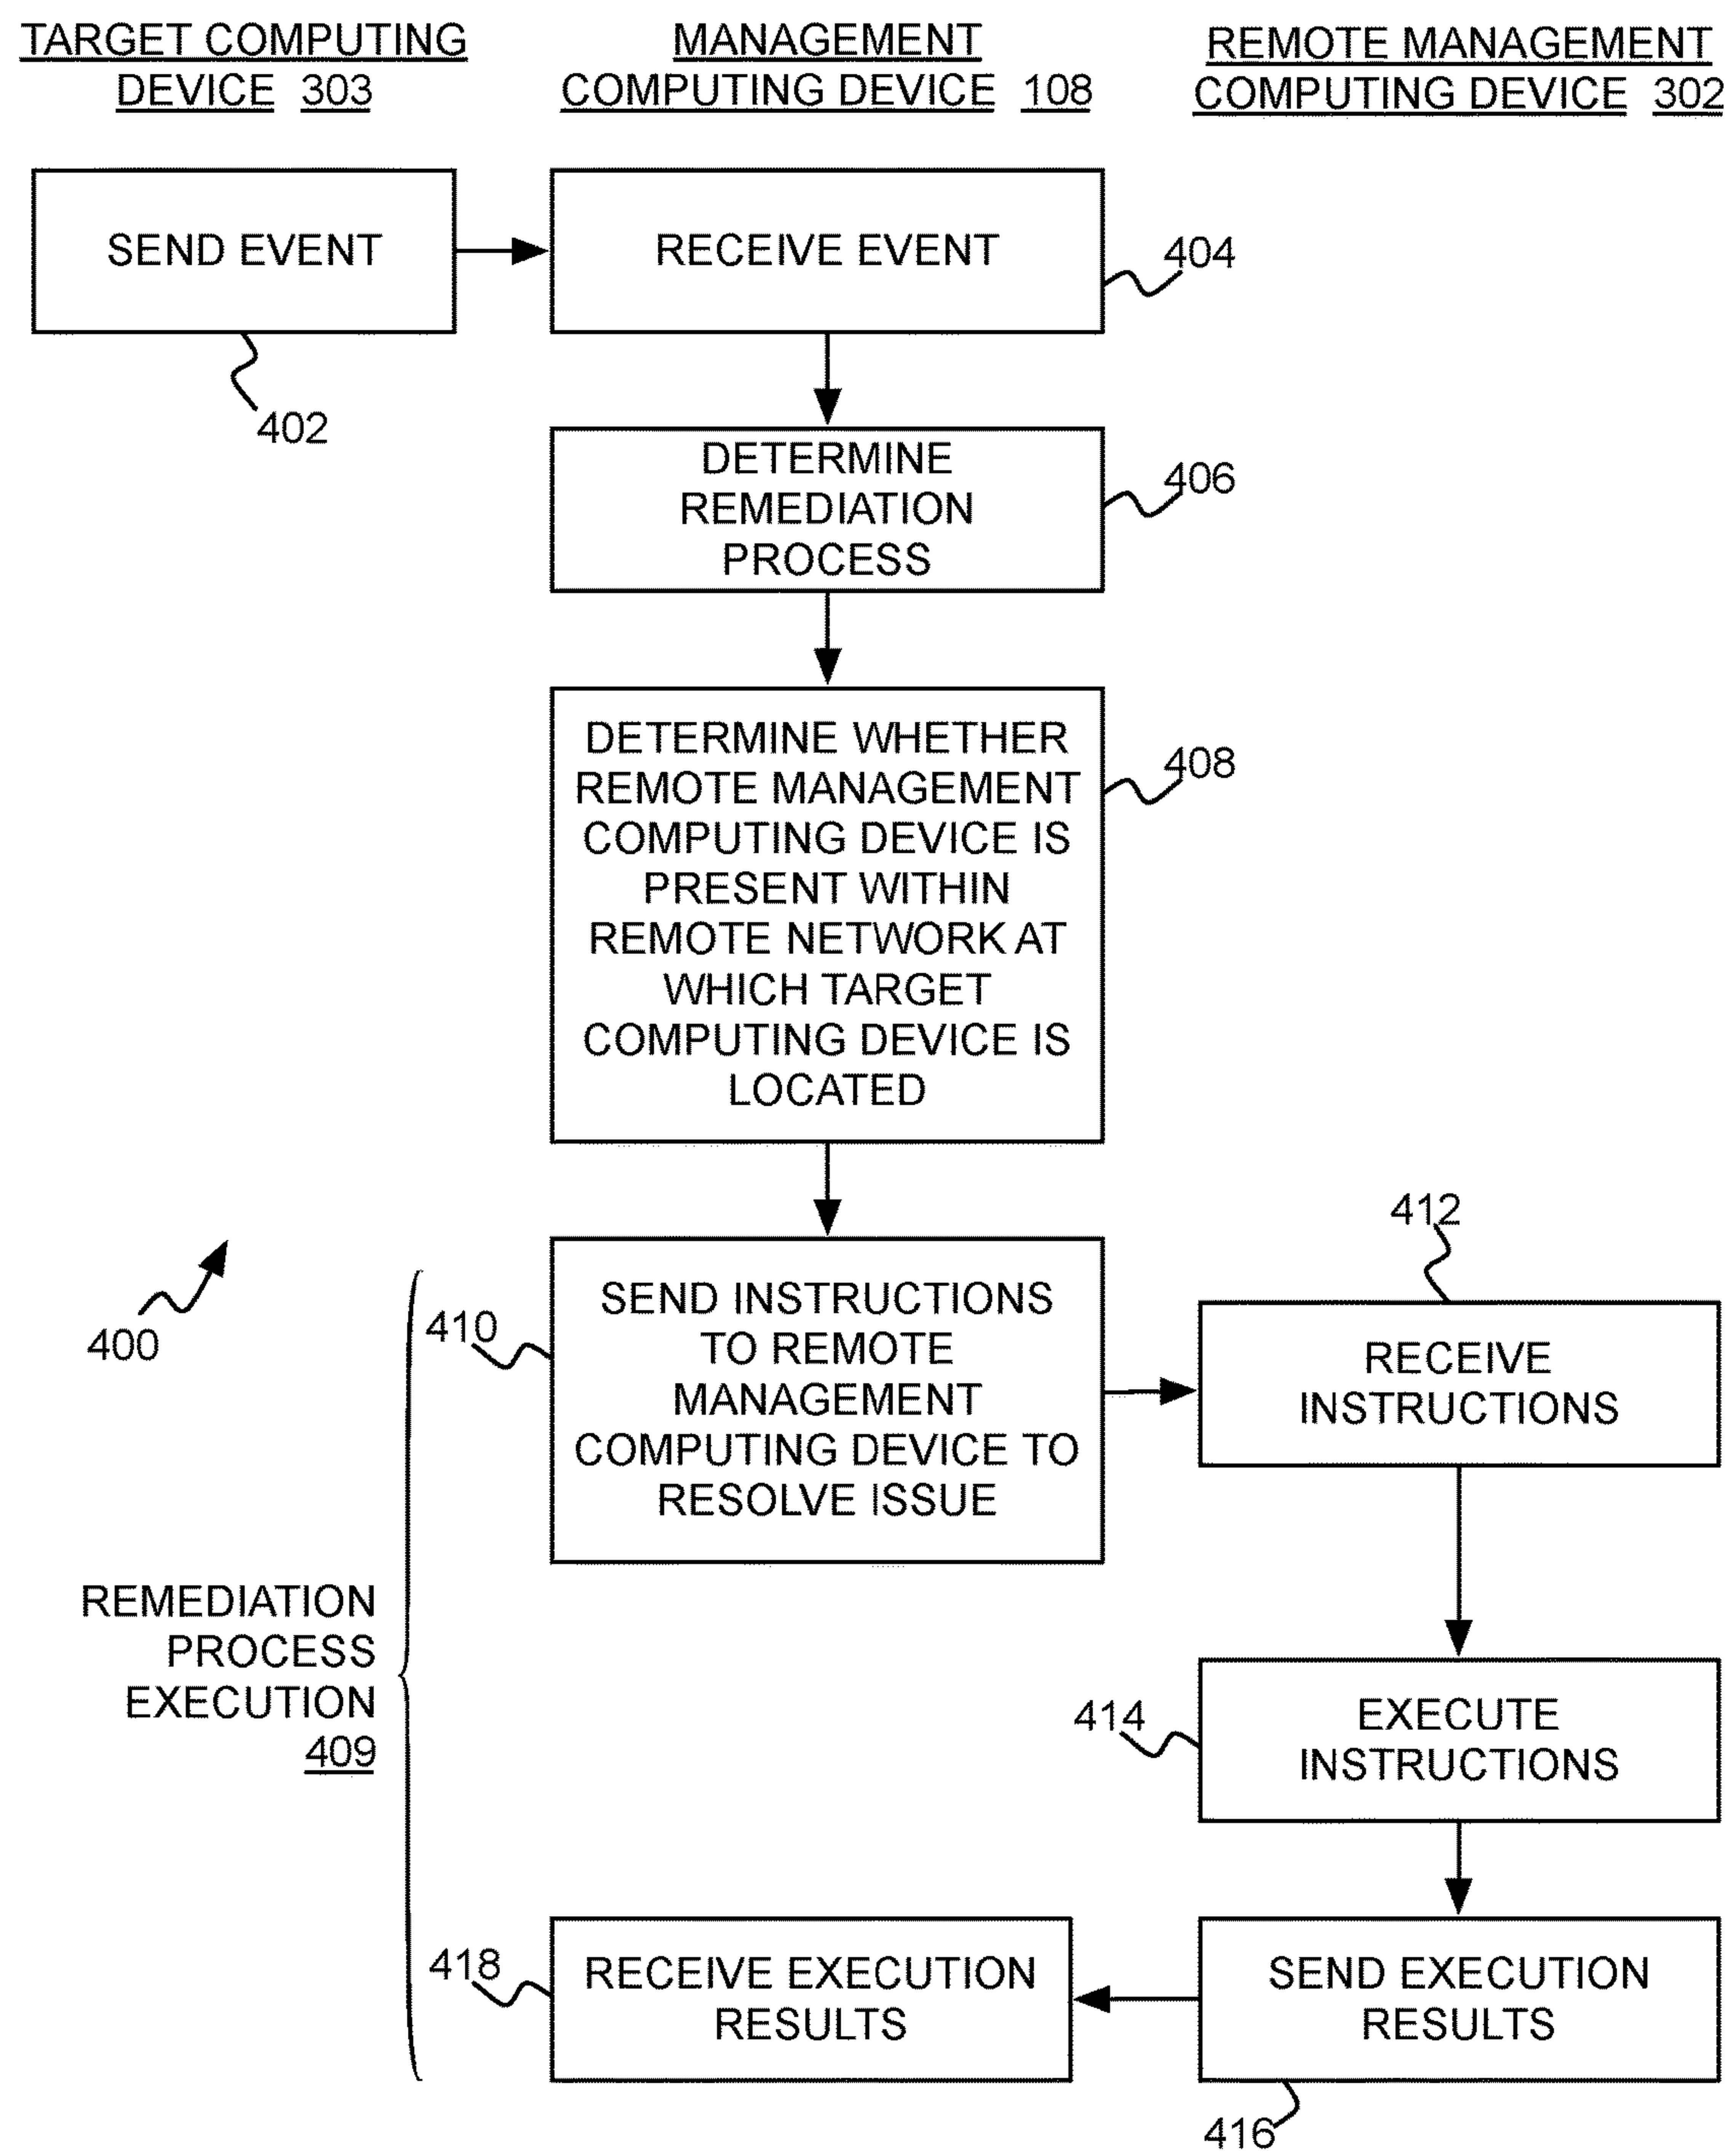 TARGET COMPUTING
DEVICE 303
MANAGEMENT
COMPUTING DEVICE 108
REMOTE MANAGEMENT
COMPUTING DEVICE 302
SEND EVENT
402
RECEIVE EVENT
404
DETERMINE
REMEDIATION
PROCESS
406
DETERMINE WHETHER
REMOTE MANAGEMENT
COMPUTING DEVICE IS
PRESENT WITHIN
REMOTE NETWORK AT
WHICH TARGET
COMPUTING DEVICE IS
LOCATED
408
400
REMEDIATION
PROCESS
EXECUTION
409
410
SEND INSTRUCTIONS
TO REMOTE
MANAGEMENT
COMPUTING DEVICE TO
RESOLVE ISSUE
412
RECEIVE
INSTRUCTIONS
414
EXECUTE
INSTRUCTIONS
SEND EXECUTION
RESULTS
416
418
RECEIVE EXECUTION
RESULTS